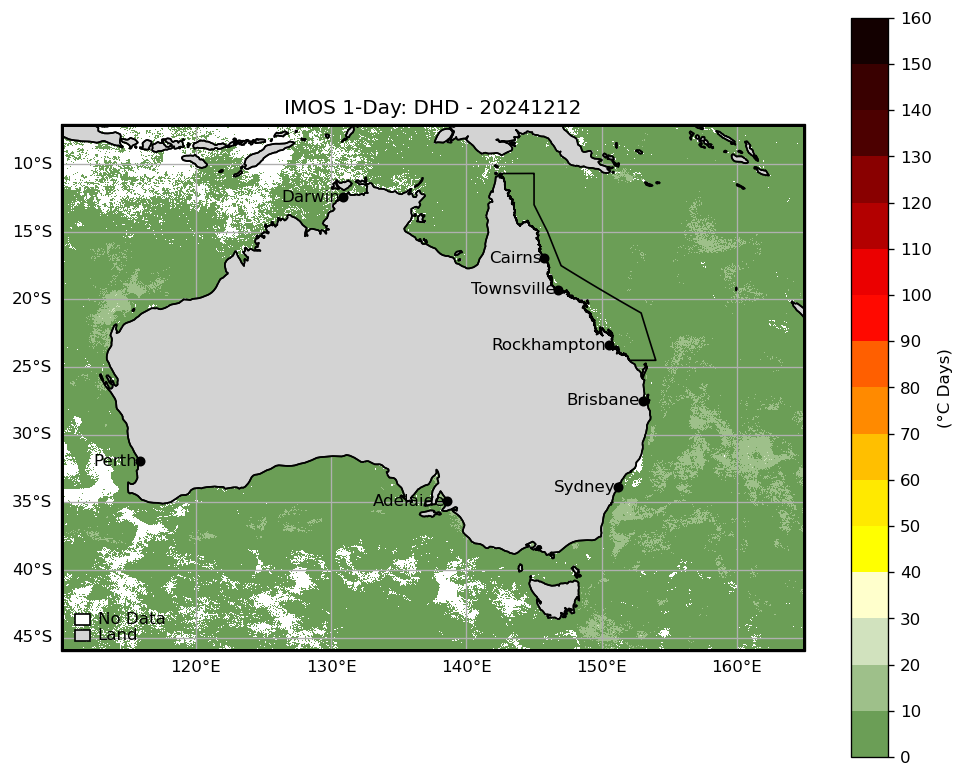 IMOS 1-Day: DHD - 20241212
10°S
15°S
20°S
25°S
30°S
35°S
40°S
45°S
Darwin
Cairns
Townsville
Rockhampton
Brisbane
Perth
Sydney
Adelaide
No Data
Land
120°E
130°E
140°E
150°E
160°E
160
150
140
130
120
110
100
90
80
70
60
50
40
30
20
10
0
(°C Days)